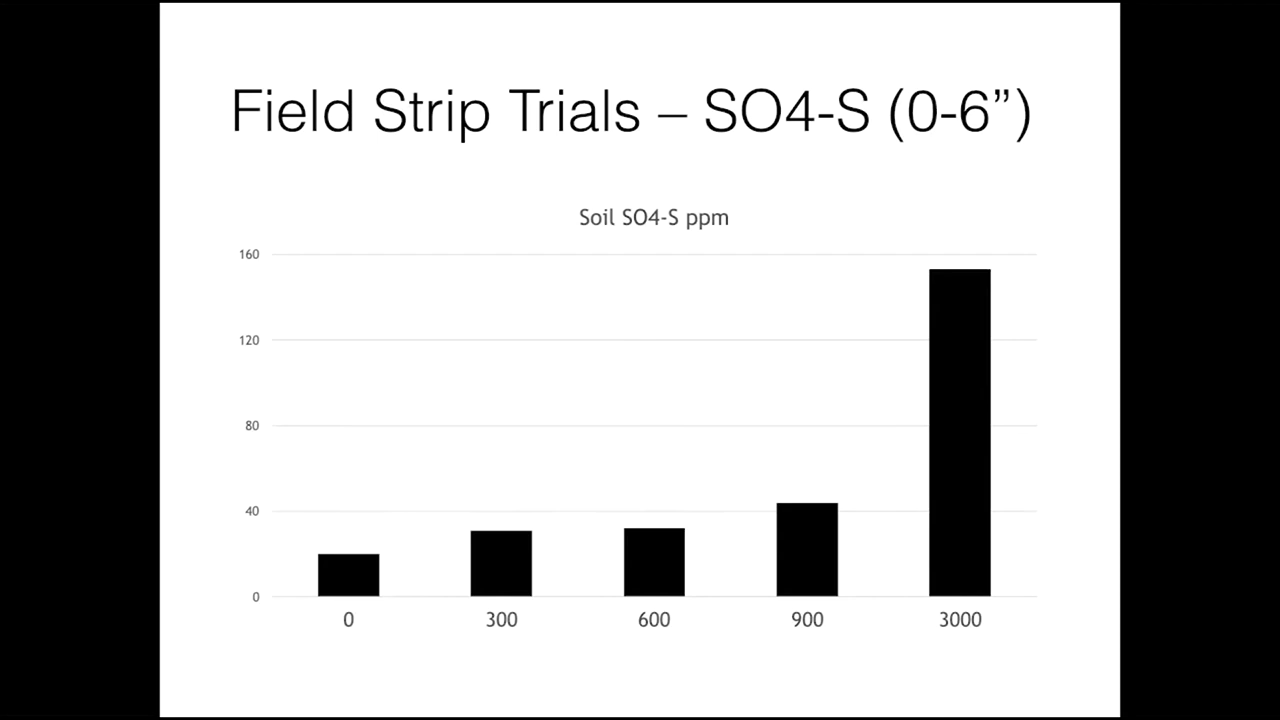 Field Strip Trials – SO4-S (0-6”)
Soil SO4-S ppm
160
120
80
40
0
0 300 600 900 3000